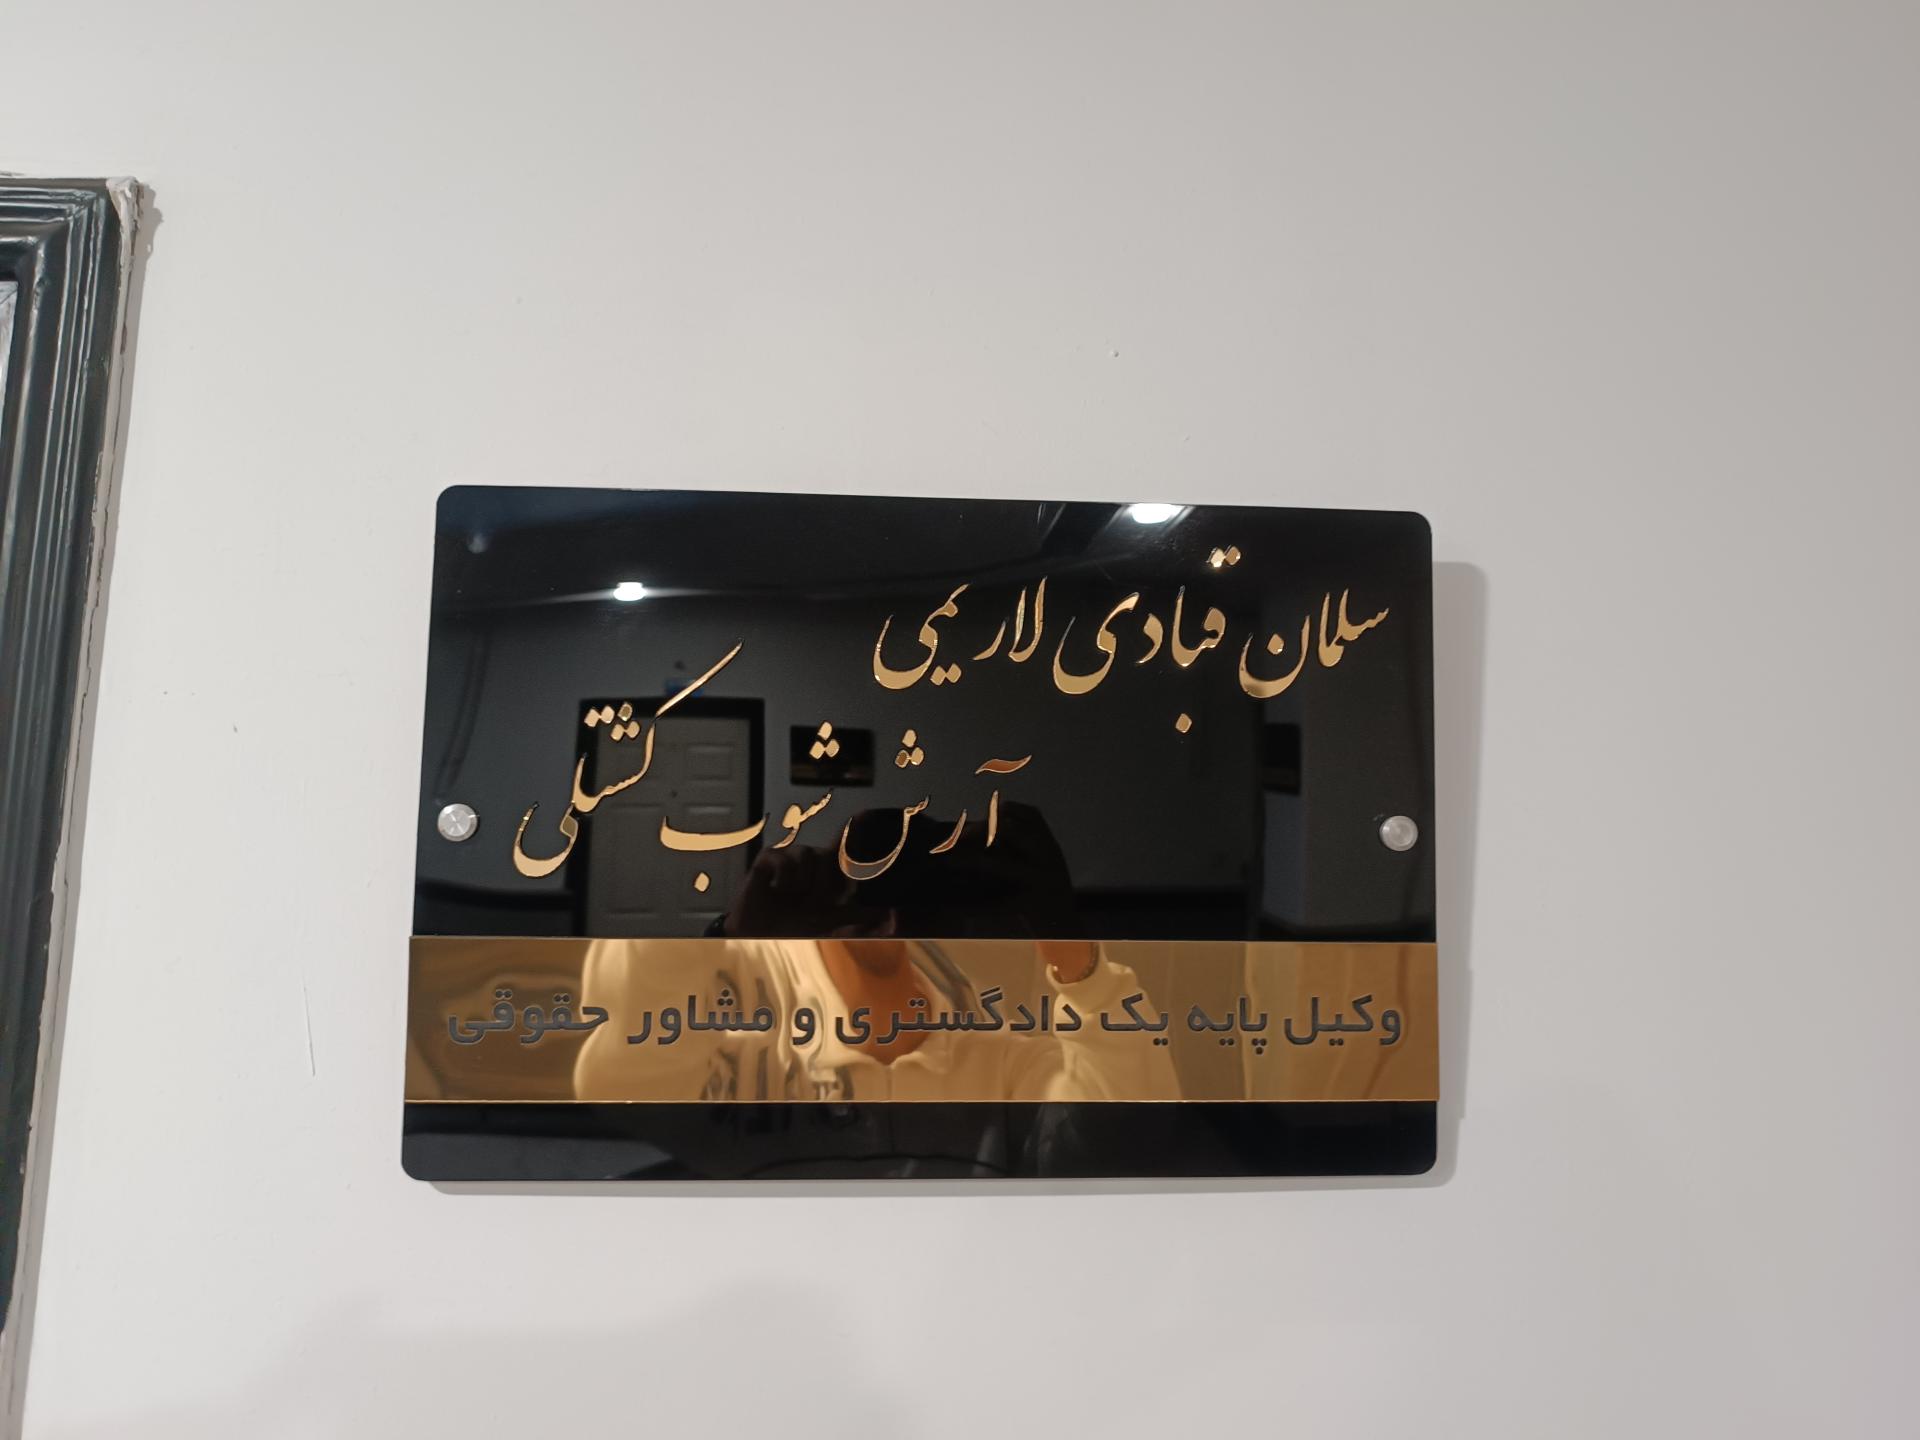 سلمان قبادی لاریمی
آرش شوب کشتلی
وکیل پایه یک دادگستری و مشاور حقوقی